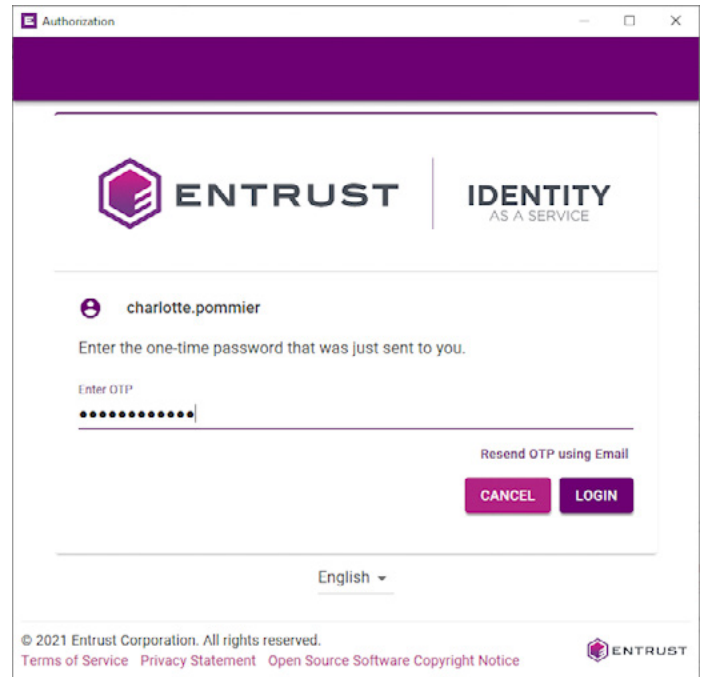 Authorization
ENTRUST
IDENTITY
AS A SERVICE
charlotte.pommier
Enter the one-time password that was just sent to you.
Enter OTP
●●●●●●●●●●●●
Resend OTP using Email
CANCEL LOGIN
English
© 2021 Entrust Corporation. All rights reserved.
Terms of Service Privacy Statement Open Source Software Copyright Notice
ENTRUST